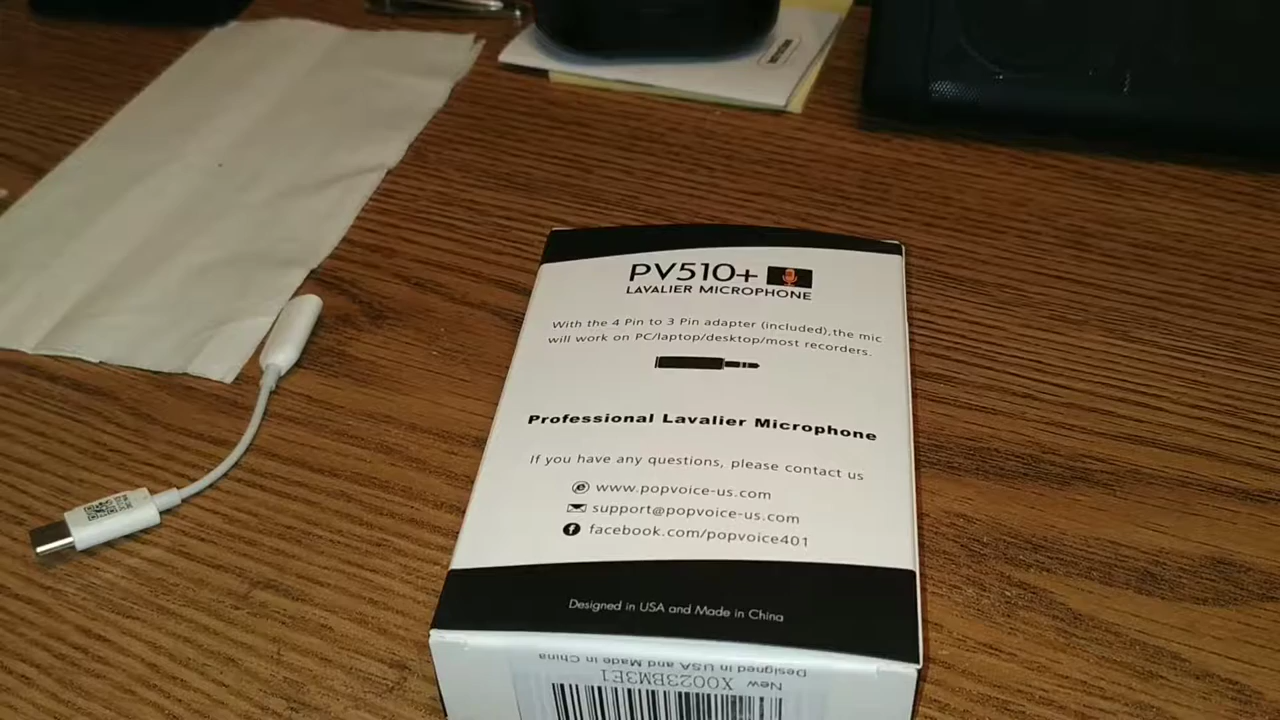 PV510+
LAVALIER MICROPHONE
With the 4 Pin to 3 Pin adapter (included),the mic
will work on PC/laptop/desktop/most recorders.
Professional Lavalier Microphone
If you have any questions, please contact us
www.popvoice-us.com
support@popvoice-us.com
facebook.com/popvoice401
Designed in USA and Made in China
Designed in USA and Made in China
New X0023BM3E1